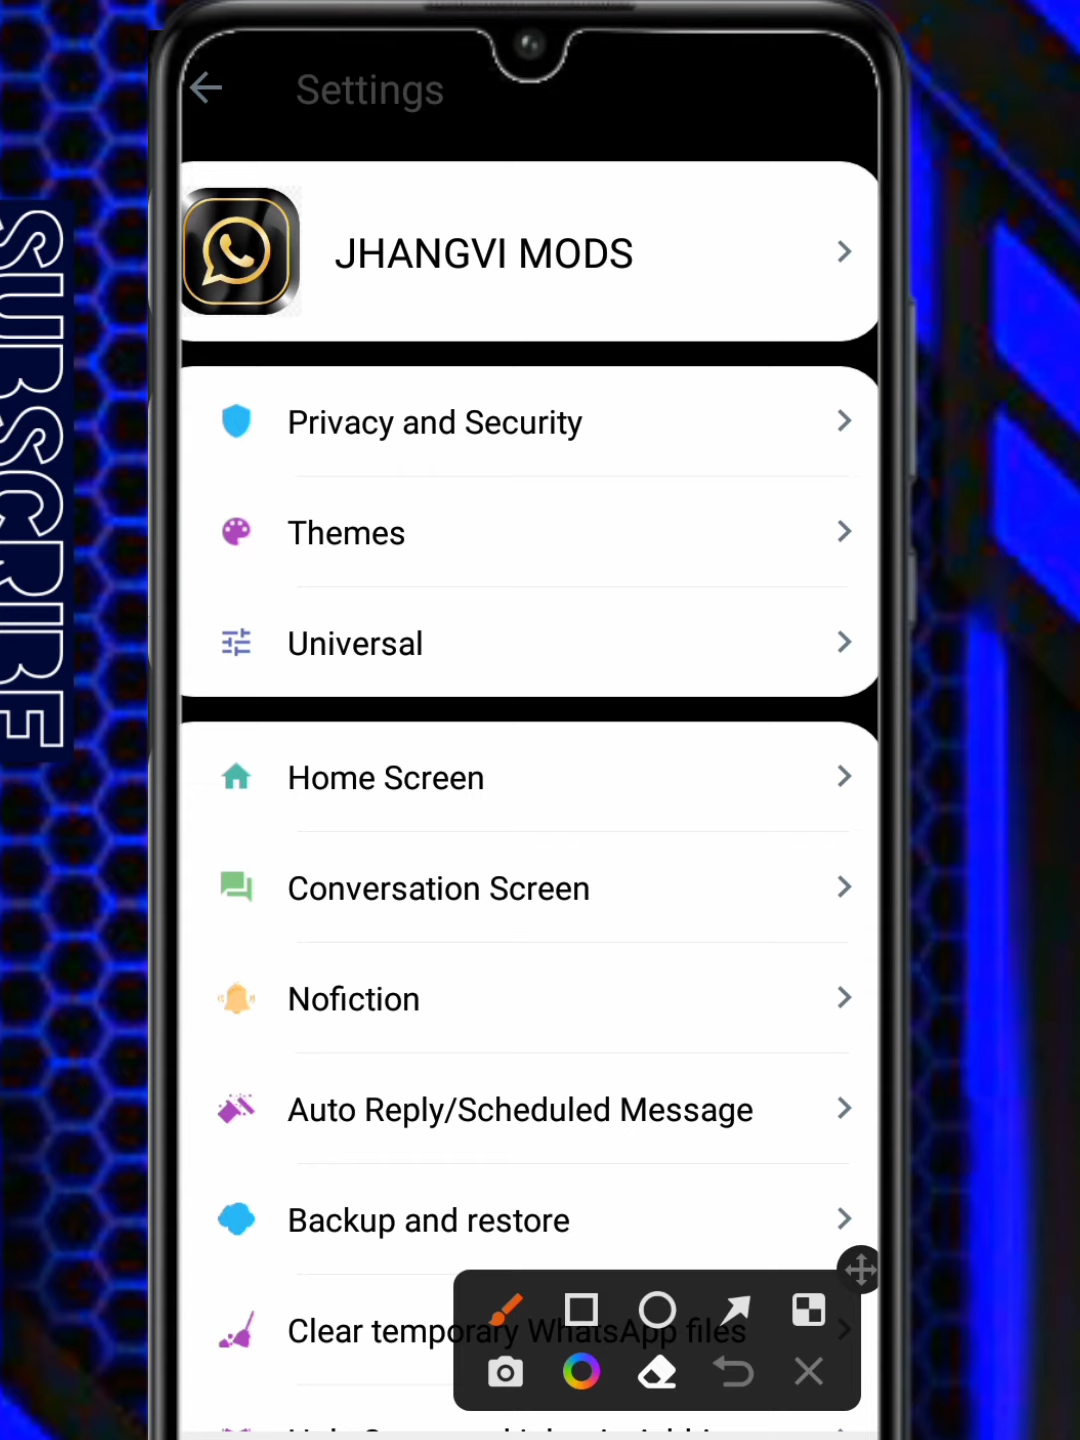 Settings
JHANGVI MODS
SUBSCRIBE
Privacy and Security
Themes
Universal
Home Screen
Conversation Screen
Nofiction
Auto Reply/Scheduled Message
Backup and restore
Clear temporary WhatsApp files